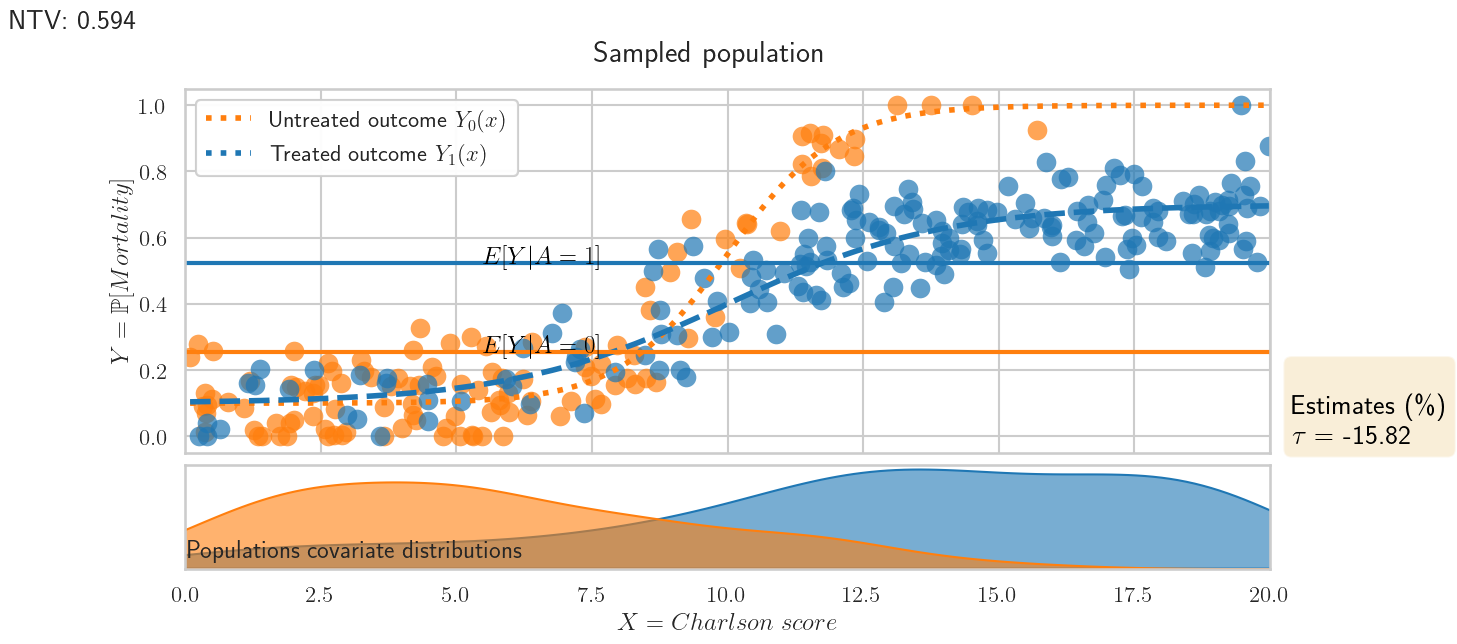 NTV: 0.594
Sampled population
Y = ℙ[Mortality]
1.0
0.8
0.6
0.4
0.2
0.0
Untreated outcome Y₀(x)
Treated outcome Y₁(x)
E[Y|A = 1]
E[Y|A = 0]
Estimates (%)
τ = -15.82
Populations covariate distributions
0.0 2.5 5.0 7.5 10.0 12.5 15.0 17.5 20.0
X = Charlson score